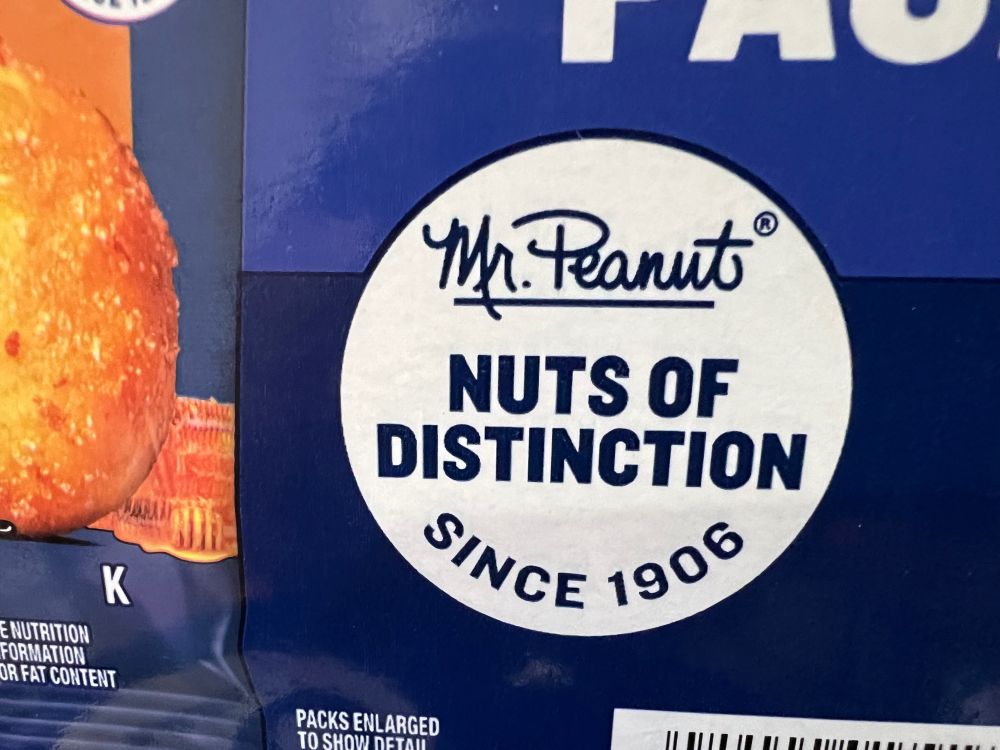 Mr. Peanut®
NUTS OF
DISTINCTION
SINCE 1906
K
E NUTRITION
FORMATION
OR FAT CONTENT
PACKS ENLARGED
TO SHOW DETAIL